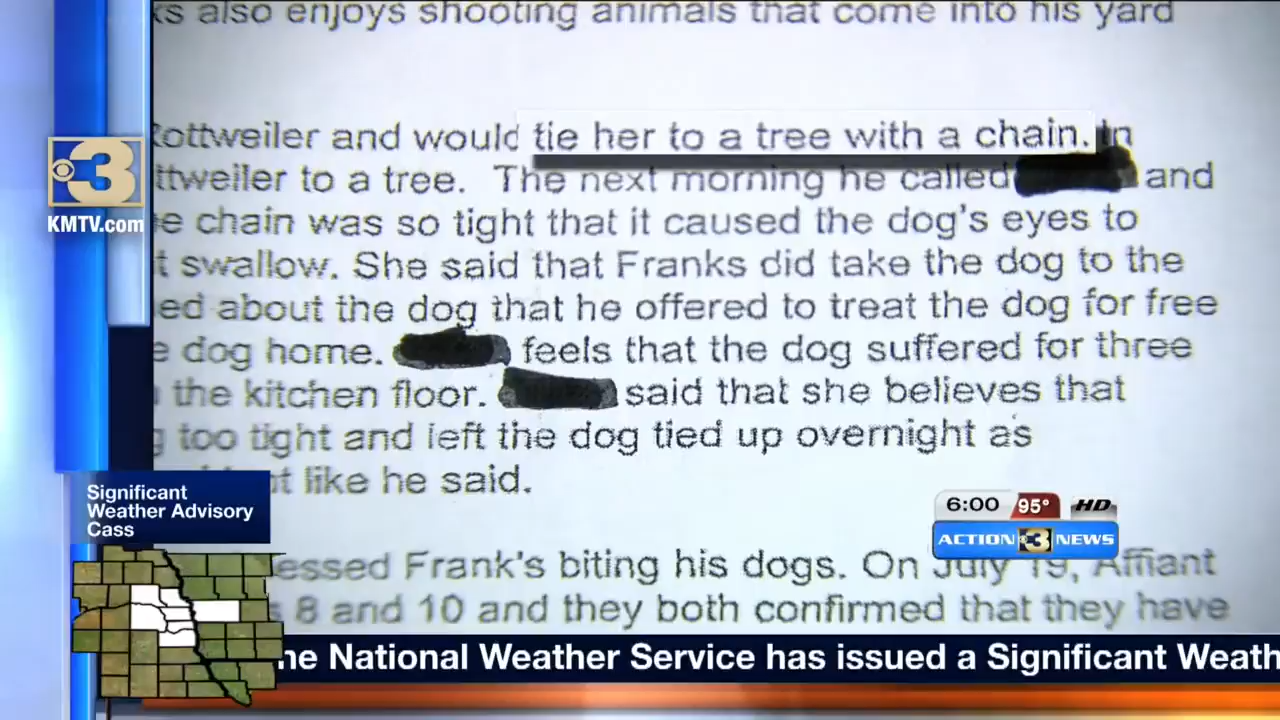 ks also enjoys shooting animals that come into his yard
Rottweiler and would tie her to a tree with a chain. In
ttweiler to a tree. The next morning he called and
e chain was so tight that it caused the dog's eyes to
t swallow. She said that Franks did take the dog to the
ed about the dog that he offered to treat the dog for free
e dog home. feels that the dog suffered for three
the kitchen floor. said that she believes that
g too tight and left the dog tied up overnight as
t like he said.
essed Frank's biting his dogs. On July 19, Affiant
s 8 and 10 and they both confirmed that they have
3
KMTV.com
Significant
Weather Advisory
Cass
6:00 95° HD
ACTION 3 NEWS
he National Weather Service has issued a Significant Weath